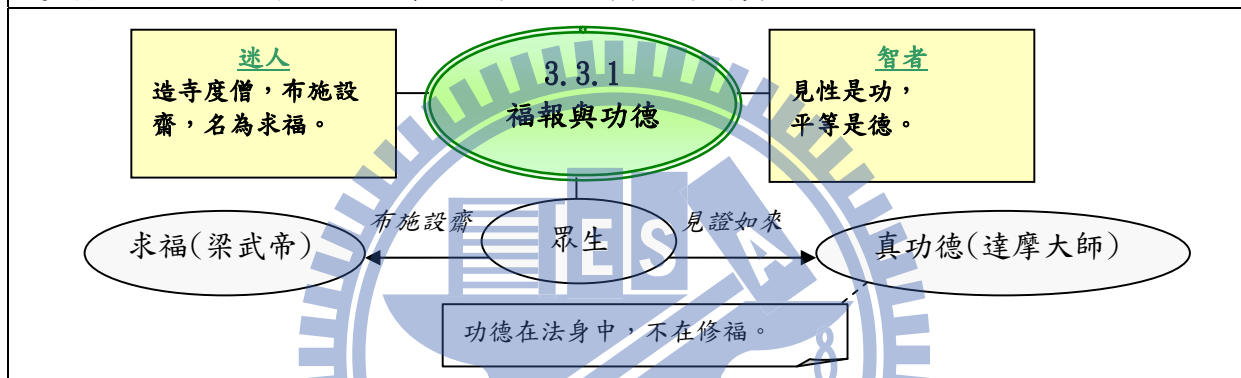 迷人
造寺度僧，布施設
齋，名為求福。
3.3.1
福報與功德
智者
見性是功，
平等是德。
求福(梁武帝)
布施設齋
眾生
見證如來
真功德(達摩大師)
功德在法身中，不在修福。
ESA
8